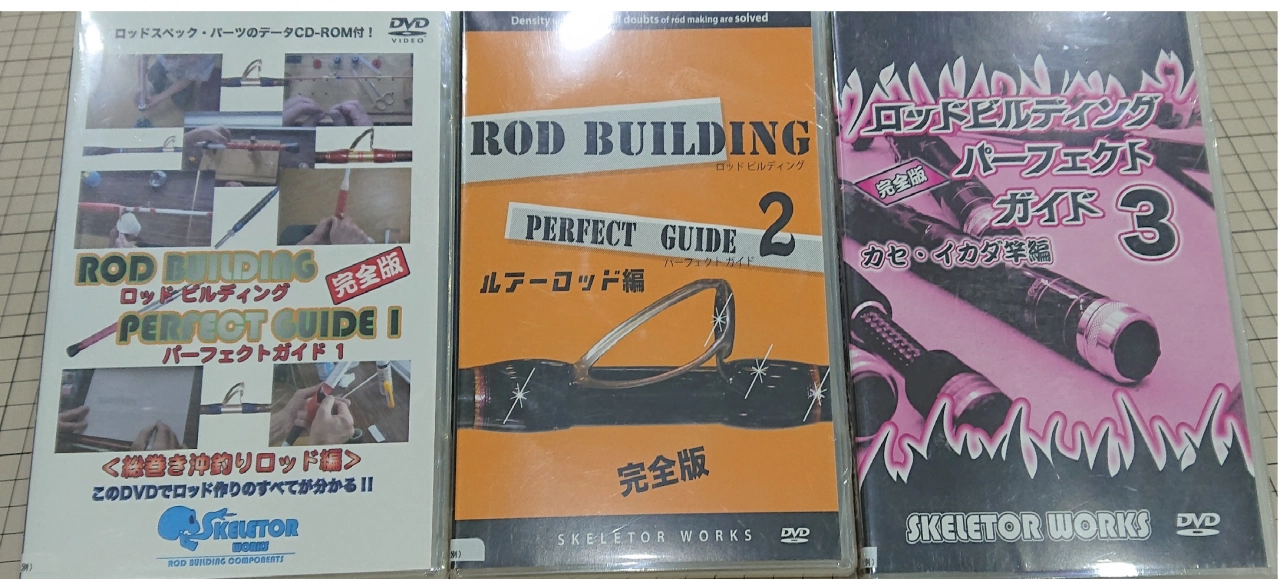 ロッドスペック・パーツのデータCD-ROM付！
DVD
VIDEO
ROD BUILDING
ロッド ビルディング
完全版
PERFECT GUIDE 1
パーフェクトガイド 1
＜総巻き沖釣りロッド編＞
このDVDでロッド作りのすべてが分かる!!
SKELETOR
WORKS
ROD BUILDING COMPONENTS
Density
ll doubts of rod making are solved
ROD BUILDING
ロッド ビルディング
PERFECT GUIDE 2
パーフェクト ガイド
ルアーロッド編
完全版
SKELETOR WORKS
DVD
ロッドビルディング
完全版
パーフェクト
ガイド 3
カセ・イカダ竿編
SKELETOR WORKS
DVD